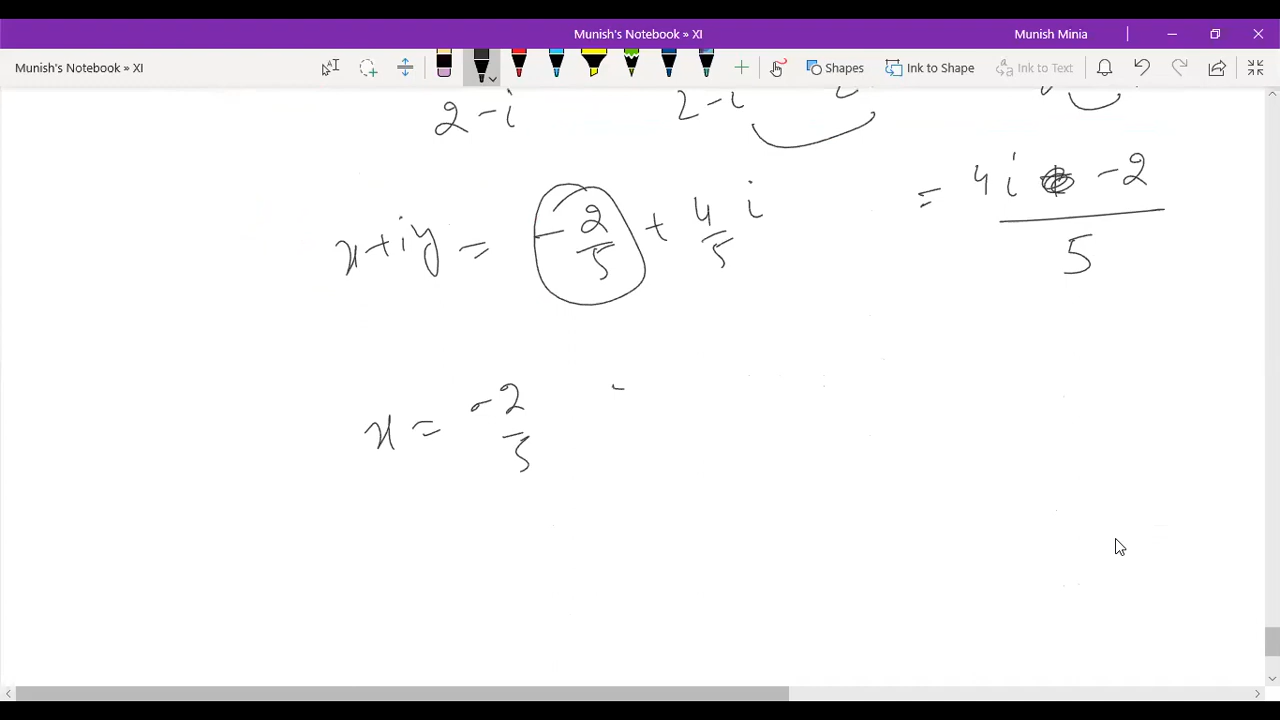 Munish's Notebook » XI
Munish Minia
Munish's Notebook » XI
Shapes
Ink to Shape
Ink to Text
2 - i
2 - i
= 4i - 2 / 5
x + iy = - 2/5 + 4/5 i
x = -2/5